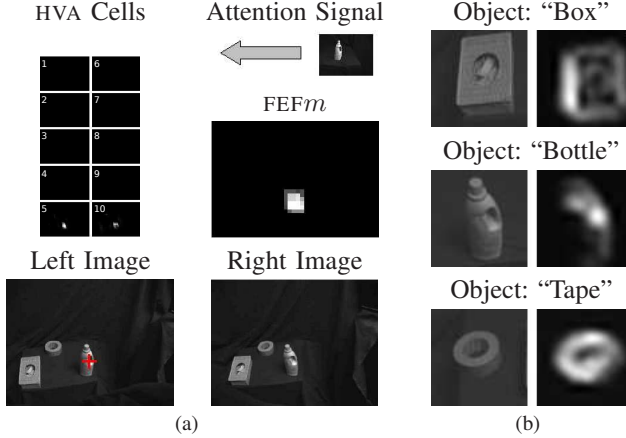 HVA Cells
Attention Signal
1 6
2 7
3 8
4 9
5 10
FEFm
Left Image
Right Image
(a)
Object: “Box”
Object: “Bottle”
Object: “Tape”
(b)